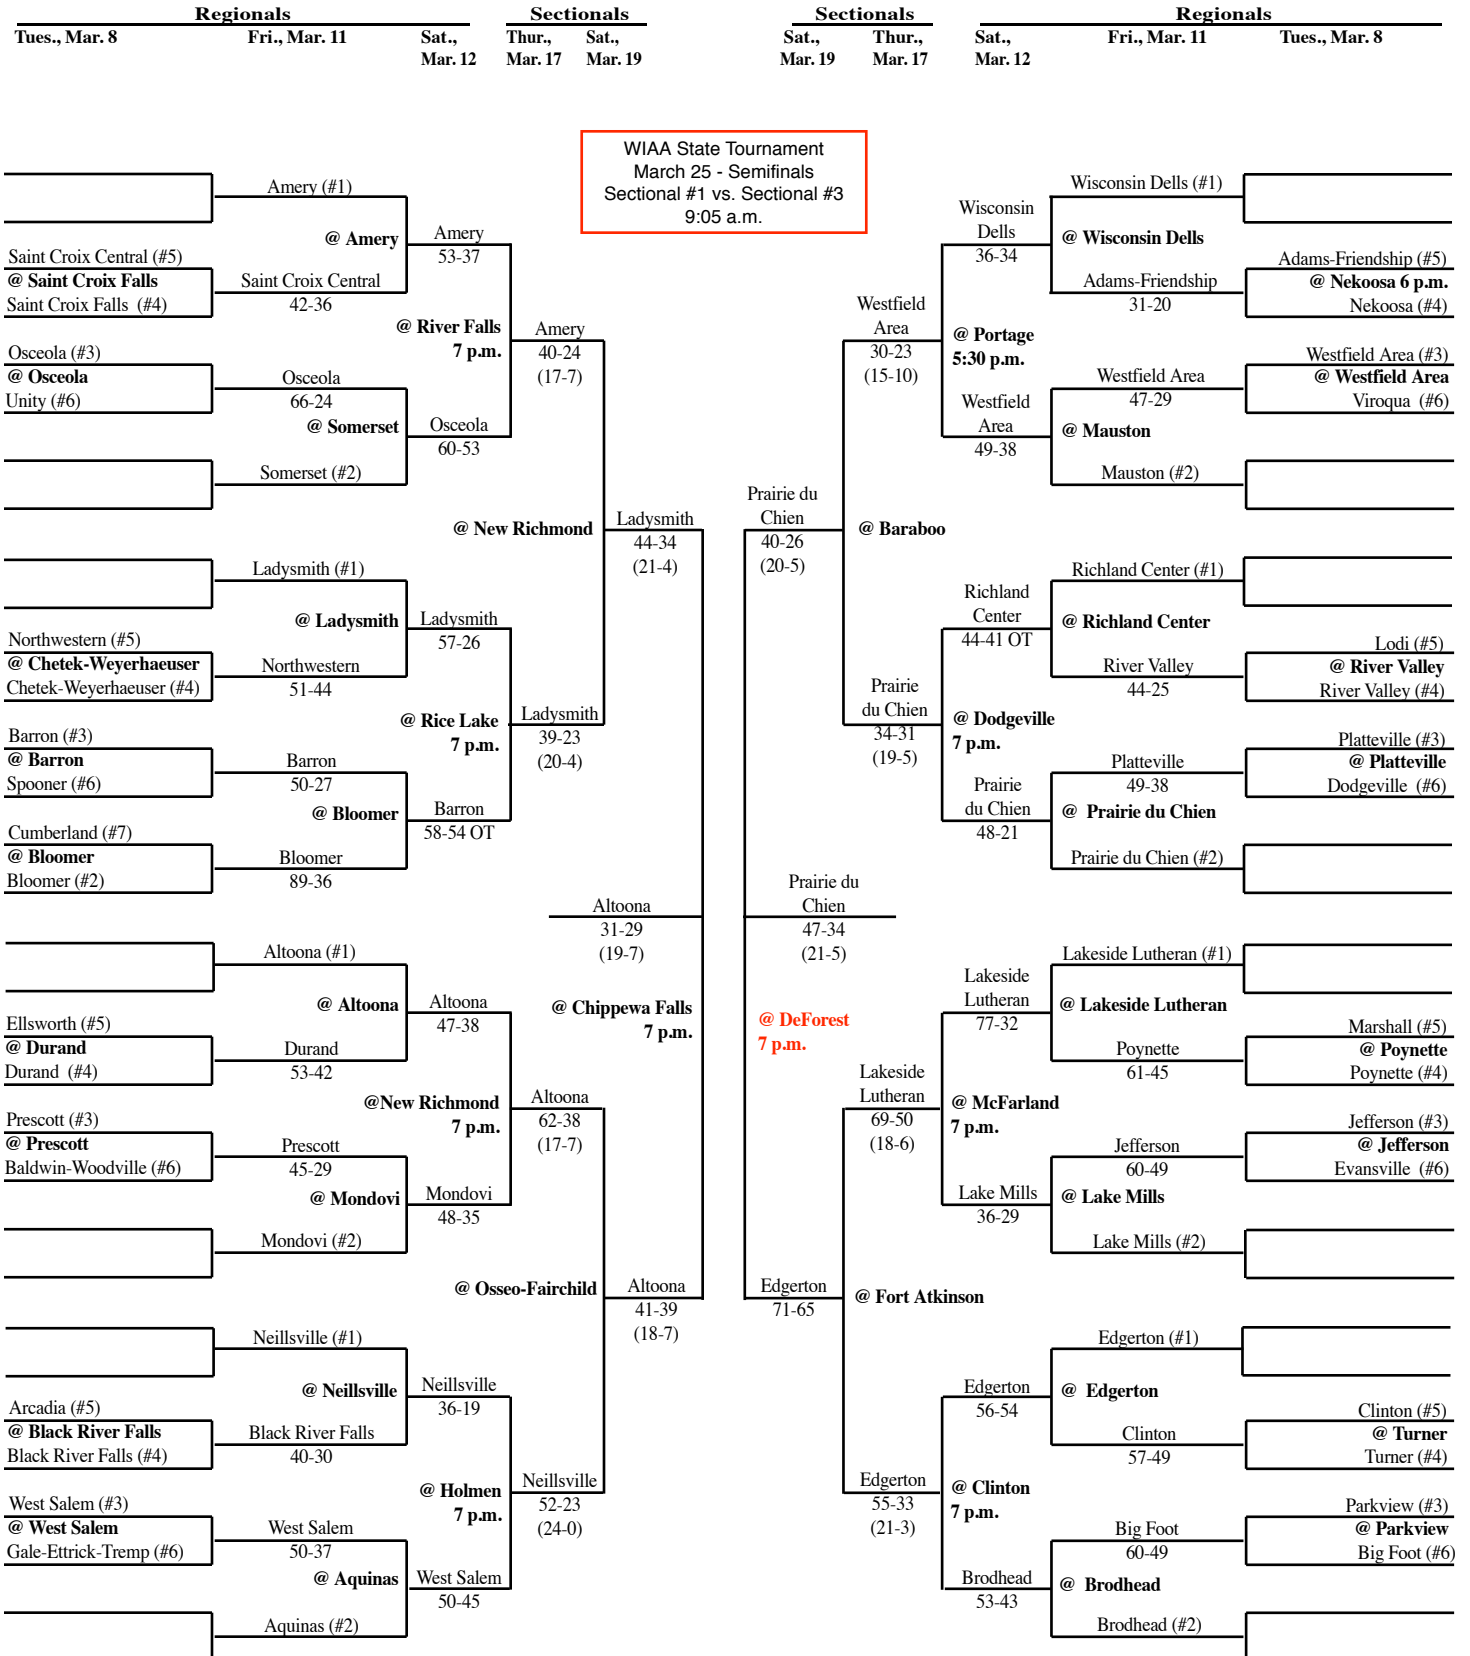 Regionals
Sectionals
Sectionals
Regionals
Tues., Mar. 8
Fri., Mar. 11
Sat.,
Mar. 12
Thur.,
Mar. 17
Sat.,
Mar. 19
Sat.,
Mar. 19
Thur.,
Mar. 17
Sat.,
Mar. 12
Fri., Mar. 11
Tues., Mar. 8
WIAA State Tournament
March 25 - Semifinals
Sectional #1 vs. Sectional #3
9:05 a.m.
Saint Croix Central (#5)
@ Saint Croix Falls
Saint Croix Falls (#4)
Osceola (#3)
@ Osceola
Unity (#6)
Northwestern (#5)
@ Chetek-Weyerhaeuser
Chetek-Weyerhaeuser (#4)
Barron (#3)
@ Barron
Spooner (#6)
Cumberland (#7)
@ Bloomer
Bloomer (#2)
Ellsworth (#5)
@ Durand
Durand (#4)
Prescott (#3)
@ Prescott
Baldwin-Woodville (#6)
Arcadia (#5)
@ Black River Falls
Black River Falls (#4)
West Salem (#3)
@ West Salem
Gale-Ettrick-Tremp (#6)
Amery (#1)
@ Amery
Saint Croix Central
42-36
Osceola
66-24
@ Somerset
Somerset (#2)
Ladysmith (#1)
@ Ladysmith
Northwestern
51-44
Barron
50-27
@ Bloomer
Bloomer
89-36
Altoona (#1)
@ Altoona
Durand
53-42
Prescott
45-29
@ Mondovi
Mondovi (#2)
Neillsville (#1)
@ Neillsville
Black River Falls
40-30
West Salem
50-37
@ Aquinas
Aquinas (#2)
Amery
53-37
@ River Falls
7 p.m.
Osceola
60-53
Ladysmith
57-26
@ Rice Lake
7 p.m.
Barron
58-54 OT
Altoona
47-38
@New Richmond
7 p.m.
Mondovi
48-35
Neillsville
36-19
@ Holmen
7 p.m.
West Salem
50-45
Amery
40-24
(17-7)
@ New Richmond
Ladysmith
39-23
(20-4)
Altoona
62-38
(17-7)
@ Osseo-Fairchild
Neillsville
52-23
(24-0)
Ladysmith
44-34
(21-4)
Altoona
31-29
(19-7)
@ Chippewa Falls
7 p.m.
Altoona
41-39
(18-7)
Prairie du
Chien
40-26
(20-5)
Prairie du
Chien
47-34
(21-5)
@ DeForest
7 p.m.
Edgerton
71-65
Westfield
Area
30-23
(15-10)
@ Baraboo
Prairie
du Chien
34-31
(19-5)
Lakeside
Lutheran
69-50
(18-6)
@ Fort Atkinson
Edgerton
55-33
(21-3)
Wisconsin
Dells
36-34
@ Portage
5:30 p.m.
Westfield
Area
49-38
Richland
Center
44-41 OT
@ Dodgeville
7 p.m.
Prairie
du Chien
48-21
Lakeside
Lutheran
77-32
@ McFarland
7 p.m.
Lake Mills
36-29
Edgerton
56-54
@ Clinton
7 p.m.
Brodhead
53-43
Wisconsin Dells (#1)
@ Wisconsin Dells
Adams-Friendship
31-20
Westfield Area
47-29
@ Mauston
Mauston (#2)
Richland Center (#1)
@ Richland Center
River Valley
44-25
Platteville
49-38
@ Prairie du Chien
Prairie du Chien (#2)
Lakeside Lutheran (#1)
@ Lakeside Lutheran
Poynette
61-45
Jefferson
60-49
@ Lake Mills
Lake Mills (#2)
Edgerton (#1)
@ Edgerton
Clinton
57-49
Big Foot
60-49
@ Brodhead
Brodhead (#2)
Adams-Friendship (#5)
@ Nekoosa 6 p.m.
Nekoosa (#4)
Westfield Area (#3)
@ Westfield Area
Viroqua (#6)
Lodi (#5)
@ River Valley
River Valley (#4)
Platteville (#3)
@ Platteville
Dodgeville (#6)
Marshall (#5)
@ Poynette
Poynette (#4)
Jefferson (#3)
@ Jefferson
Evansville (#6)
Clinton (#5)
@ Turner
Turner (#4)
Parkview (#3)
@ Parkview
Big Foot (#6)